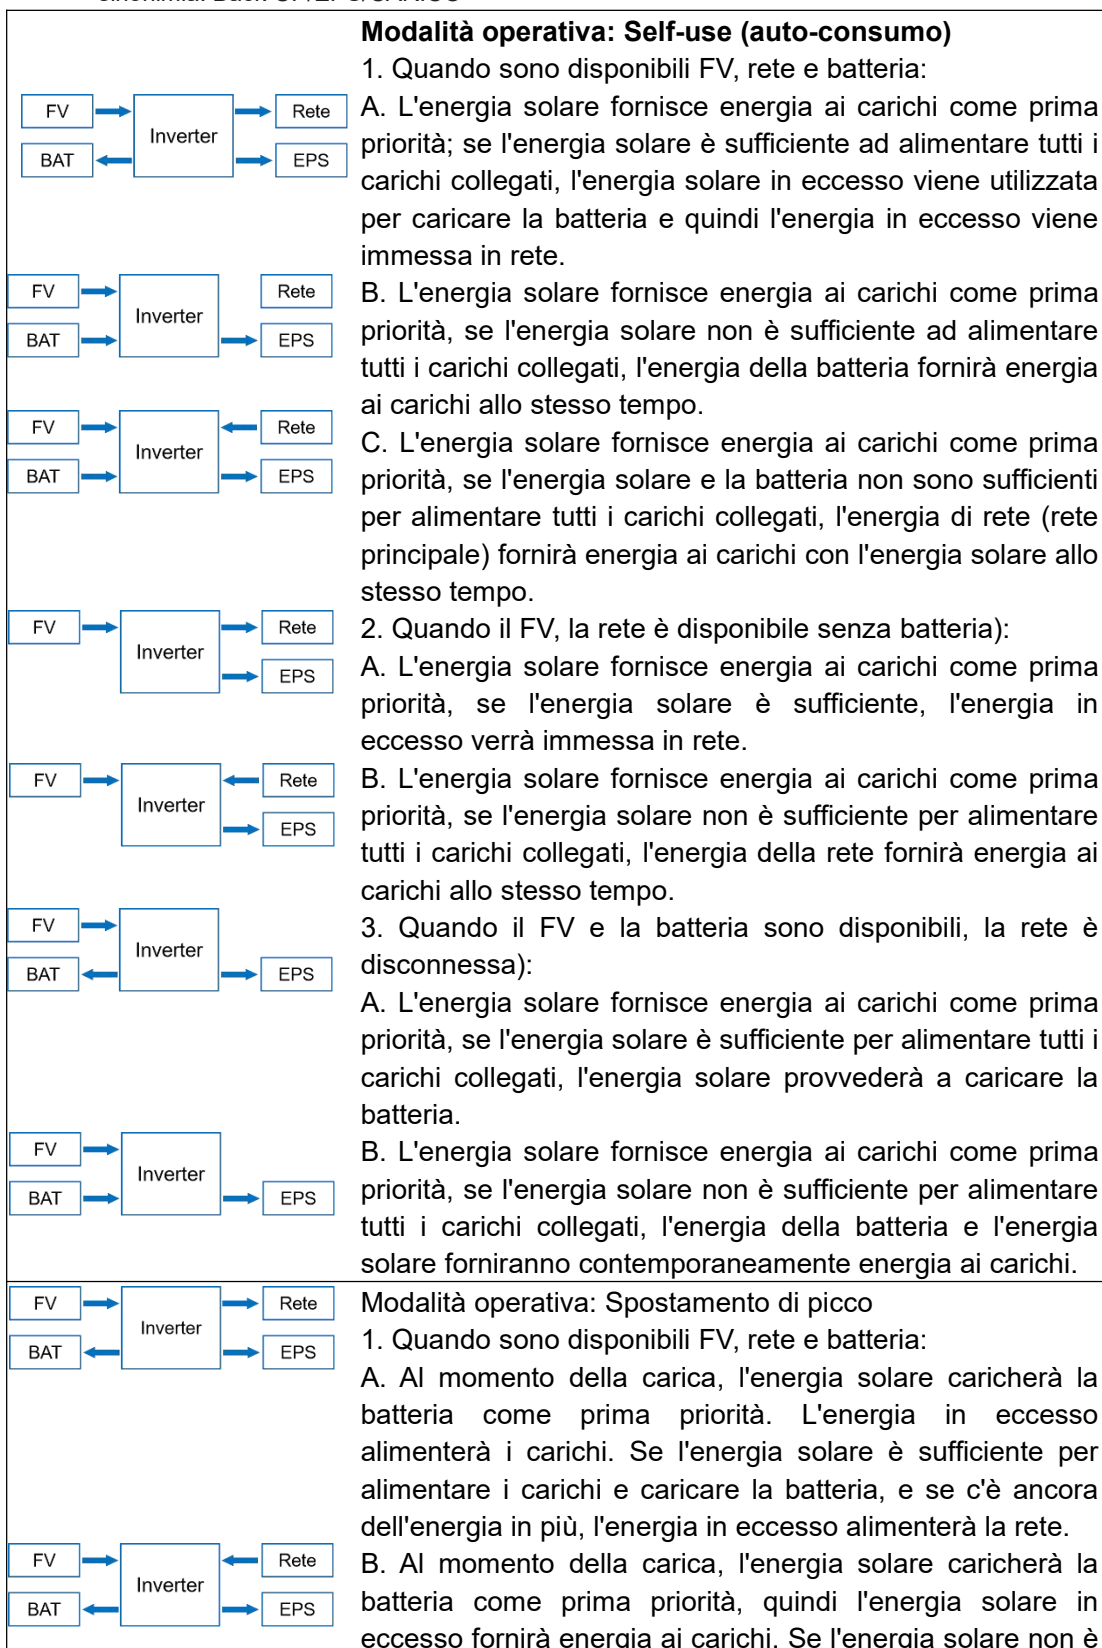 Modalità operativa: Self-use (auto-consumo)
1. Quando sono disponibili FV, rete e batteria:
FV
Inverter
Rete
BAT
EPS
A. L'energia solare fornisce energia ai carichi come prima
priorità; se l'energia solare è sufficiente ad alimentare tutti i
carichi collegati, l'energia solare in eccesso viene utilizzata
per caricare la batteria e quindi l'energia in eccesso viene
immessa in rete.
FV
Inverter
Rete
BAT
EPS
B. L'energia solare fornisce energia ai carichi come prima
priorità, se l'energia solare non è sufficiente ad alimentare
tutti i carichi collegati, l'energia della batteria fornirà energia
ai carichi allo stesso tempo.
FV
Inverter
Rete
BAT
EPS
C. L'energia solare fornisce energia ai carichi come prima
priorità, se l'energia solare e la batteria non sono sufficienti
per alimentare tutti i carichi collegati, l'energia di rete (rete
principale) fornirà energia ai carichi con l'energia solare allo
stesso tempo.
FV
Inverter
Rete
EPS
2. Quando il FV, la rete è disponibile senza batteria):
A. L'energia solare fornisce energia ai carichi come prima
priorità, se l'energia solare è sufficiente, l'energia in
eccesso verrà immessa in rete.
FV
Inverter
Rete
EPS
B. L'energia solare fornisce energia ai carichi come prima
priorità, se l'energia solare non è sufficiente per alimentare
tutti i carichi collegati, l'energia della rete fornirà energia ai
carichi allo stesso tempo.
FV
Inverter
BAT
EPS
3. Quando il FV e la batteria sono disponibili, la rete è
disconnessa):
A. L'energia solare fornisce energia ai carichi come prima
priorità, se l'energia solare è sufficiente per alimentare tutti i
carichi collegati, l'energia solare provvederà a caricare la
batteria.
FV
Inverter
BAT
EPS
B. L'energia solare fornisce energia ai carichi come prima
priorità, se l'energia solare non è sufficiente per alimentare
tutti i carichi collegati, l'energia della batteria e l'energia
solare forniranno contemporaneamente energia ai carichi.
FV
Inverter
Rete
BAT
EPS
Modalità operativa: Spostamento di picco
1. Quando sono disponibili FV, rete e batteria:
A. Al momento della carica, l'energia solare caricherà la
batteria come prima priorità. L'energia in eccesso
alimenterà i carichi. Se l'energia solare è sufficiente per
alimentare i carichi e caricare la batteria, e se c'è ancora
dell'energia in più, l'energia in eccesso alimenterà la rete.
FV
Inverter
Rete
BAT
EPS
B. Al momento della carica, l'energia solare caricherà la
batteria come prima priorità, quindi l'energia solare in
eccesso fornirà energia ai carichi. Se l'energia solare non è